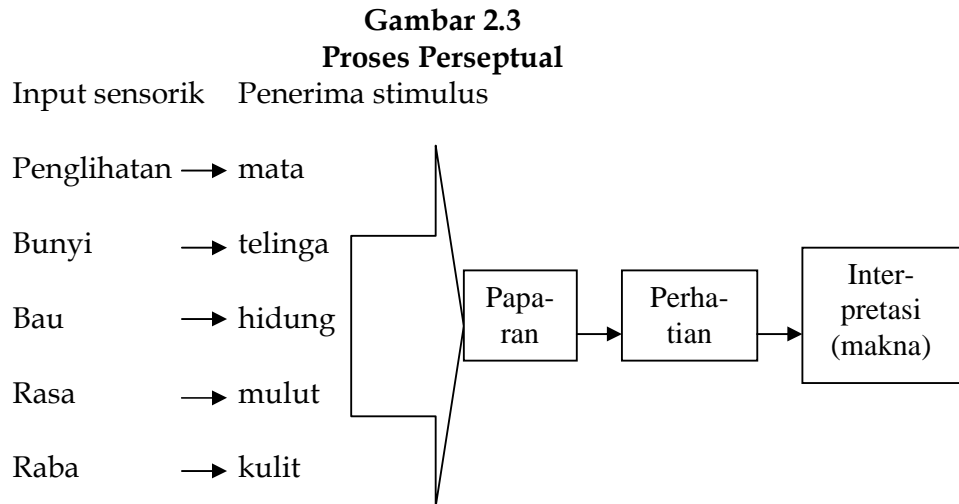 Gambar 2.3
Proses Perseptual
Input sensorik Penerima stimulus
Penglihatan mata
Bunyi telinga
Bau hidung
Rasa mulut
Raba kulit
Papa-
ran
Perha-
tian
Inter-
pretasi
(makna)